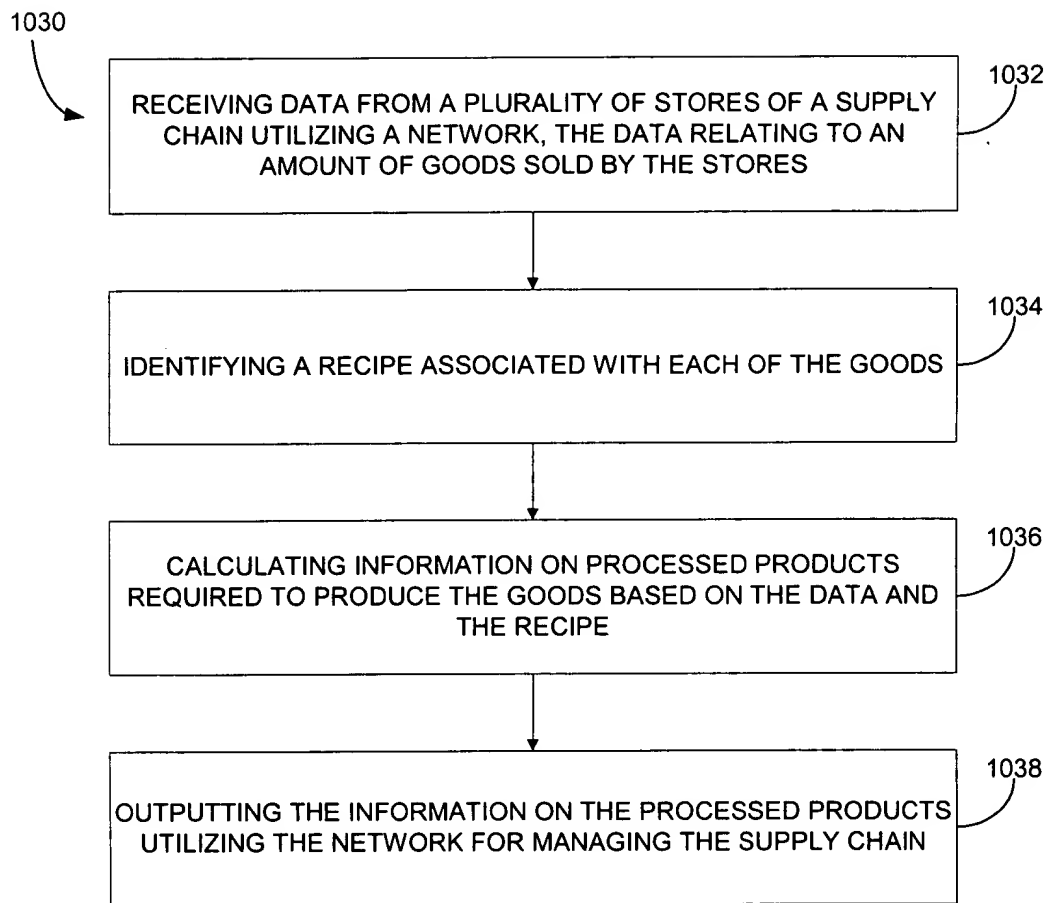 1030
1032
RECEIVING DATA FROM A PLURALITY OF STORES OF A SUPPLY
CHAIN UTILIZING A NETWORK, THE DATA RELATING TO AN
AMOUNT OF GOODS SOLD BY THE STORES
1034
IDENTIFYING A RECIPE ASSOCIATED WITH EACH OF THE GOODS
1036
CALCULATING INFORMATION ON PROCESSED PRODUCTS
REQUIRED TO PRODUCE THE GOODS BASED ON THE DATA AND
THE RECIPE
1038
OUTPUTTING THE INFORMATION ON THE PROCESSED PRODUCTS
UTILIZING THE NETWORK FOR MANAGING THE SUPPLY CHAIN